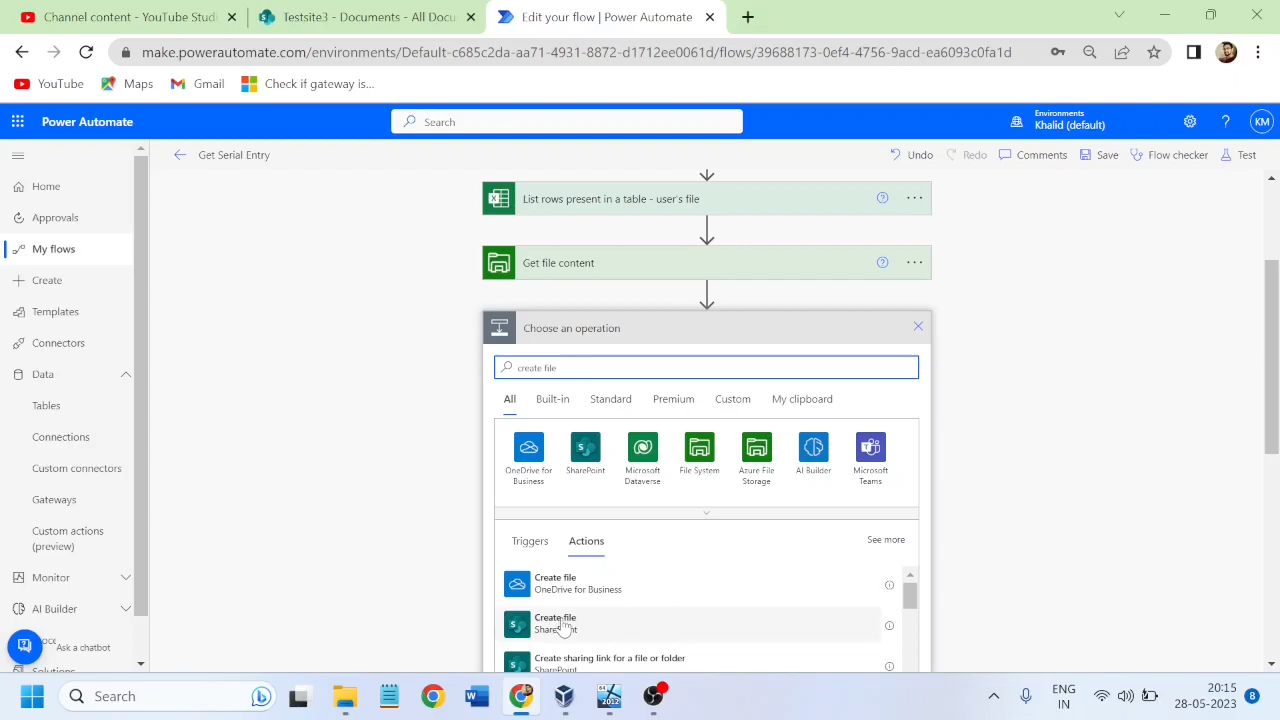 Channel content - YouTube Studi
Testsite3 - Documents - All Docu
Edit your flow | Power Automate
make.powerautomate.com/environments/Default-c685c2da-aa71-4931-8872-d1712ee0061d/flows/39688173-0ef4-4756-9acd-ea6093c0fa1d
YouTube
Maps
Gmail
Check if gateway is...
Power Automate
Search
Environments
Khalid (default)
KM
Get Serial Entry
Undo
Redo
Comments
Save
Flow checker
Test
Home
Approvals
My flows
Create
Templates
Connectors
Data
Tables
Connections
Custom connectors
Gateways
Custom actions
(preview)
Monitor
AI Builder
Ask a chatbot
Solutions
List rows present in a table - user's file
Get file content
Choose an operation
create file
All
Built-in
Standard
Premium
Custom
My clipboard
OneDrive for
Business
SharePoint
Microsoft
Dataverse
File System
Azure File
Storage
AI Builder
Microsoft
Teams
Triggers
Actions
See more
Create file
OneDrive for Business
Create file
SharePoint
Create sharing link for a file or folder
SharePoint
Search
ENG
IN
20:15
28-05-2023
8